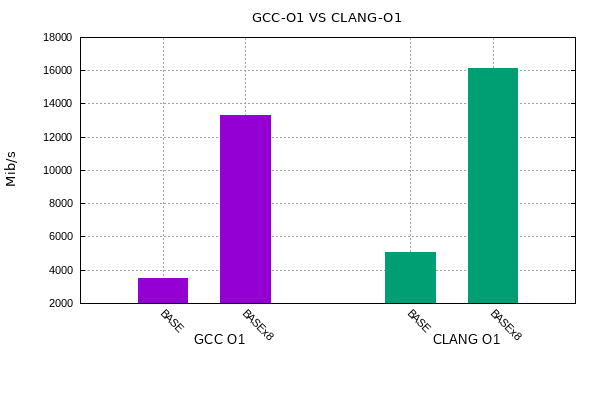 GCC-O1 VS CLANG-O1
18000
16000
14000
12000
10000
8000
6000
4000
2000
Mib/s
BASE
BASEx8
BASE
BASEx8
GCC O1
CLANG O1